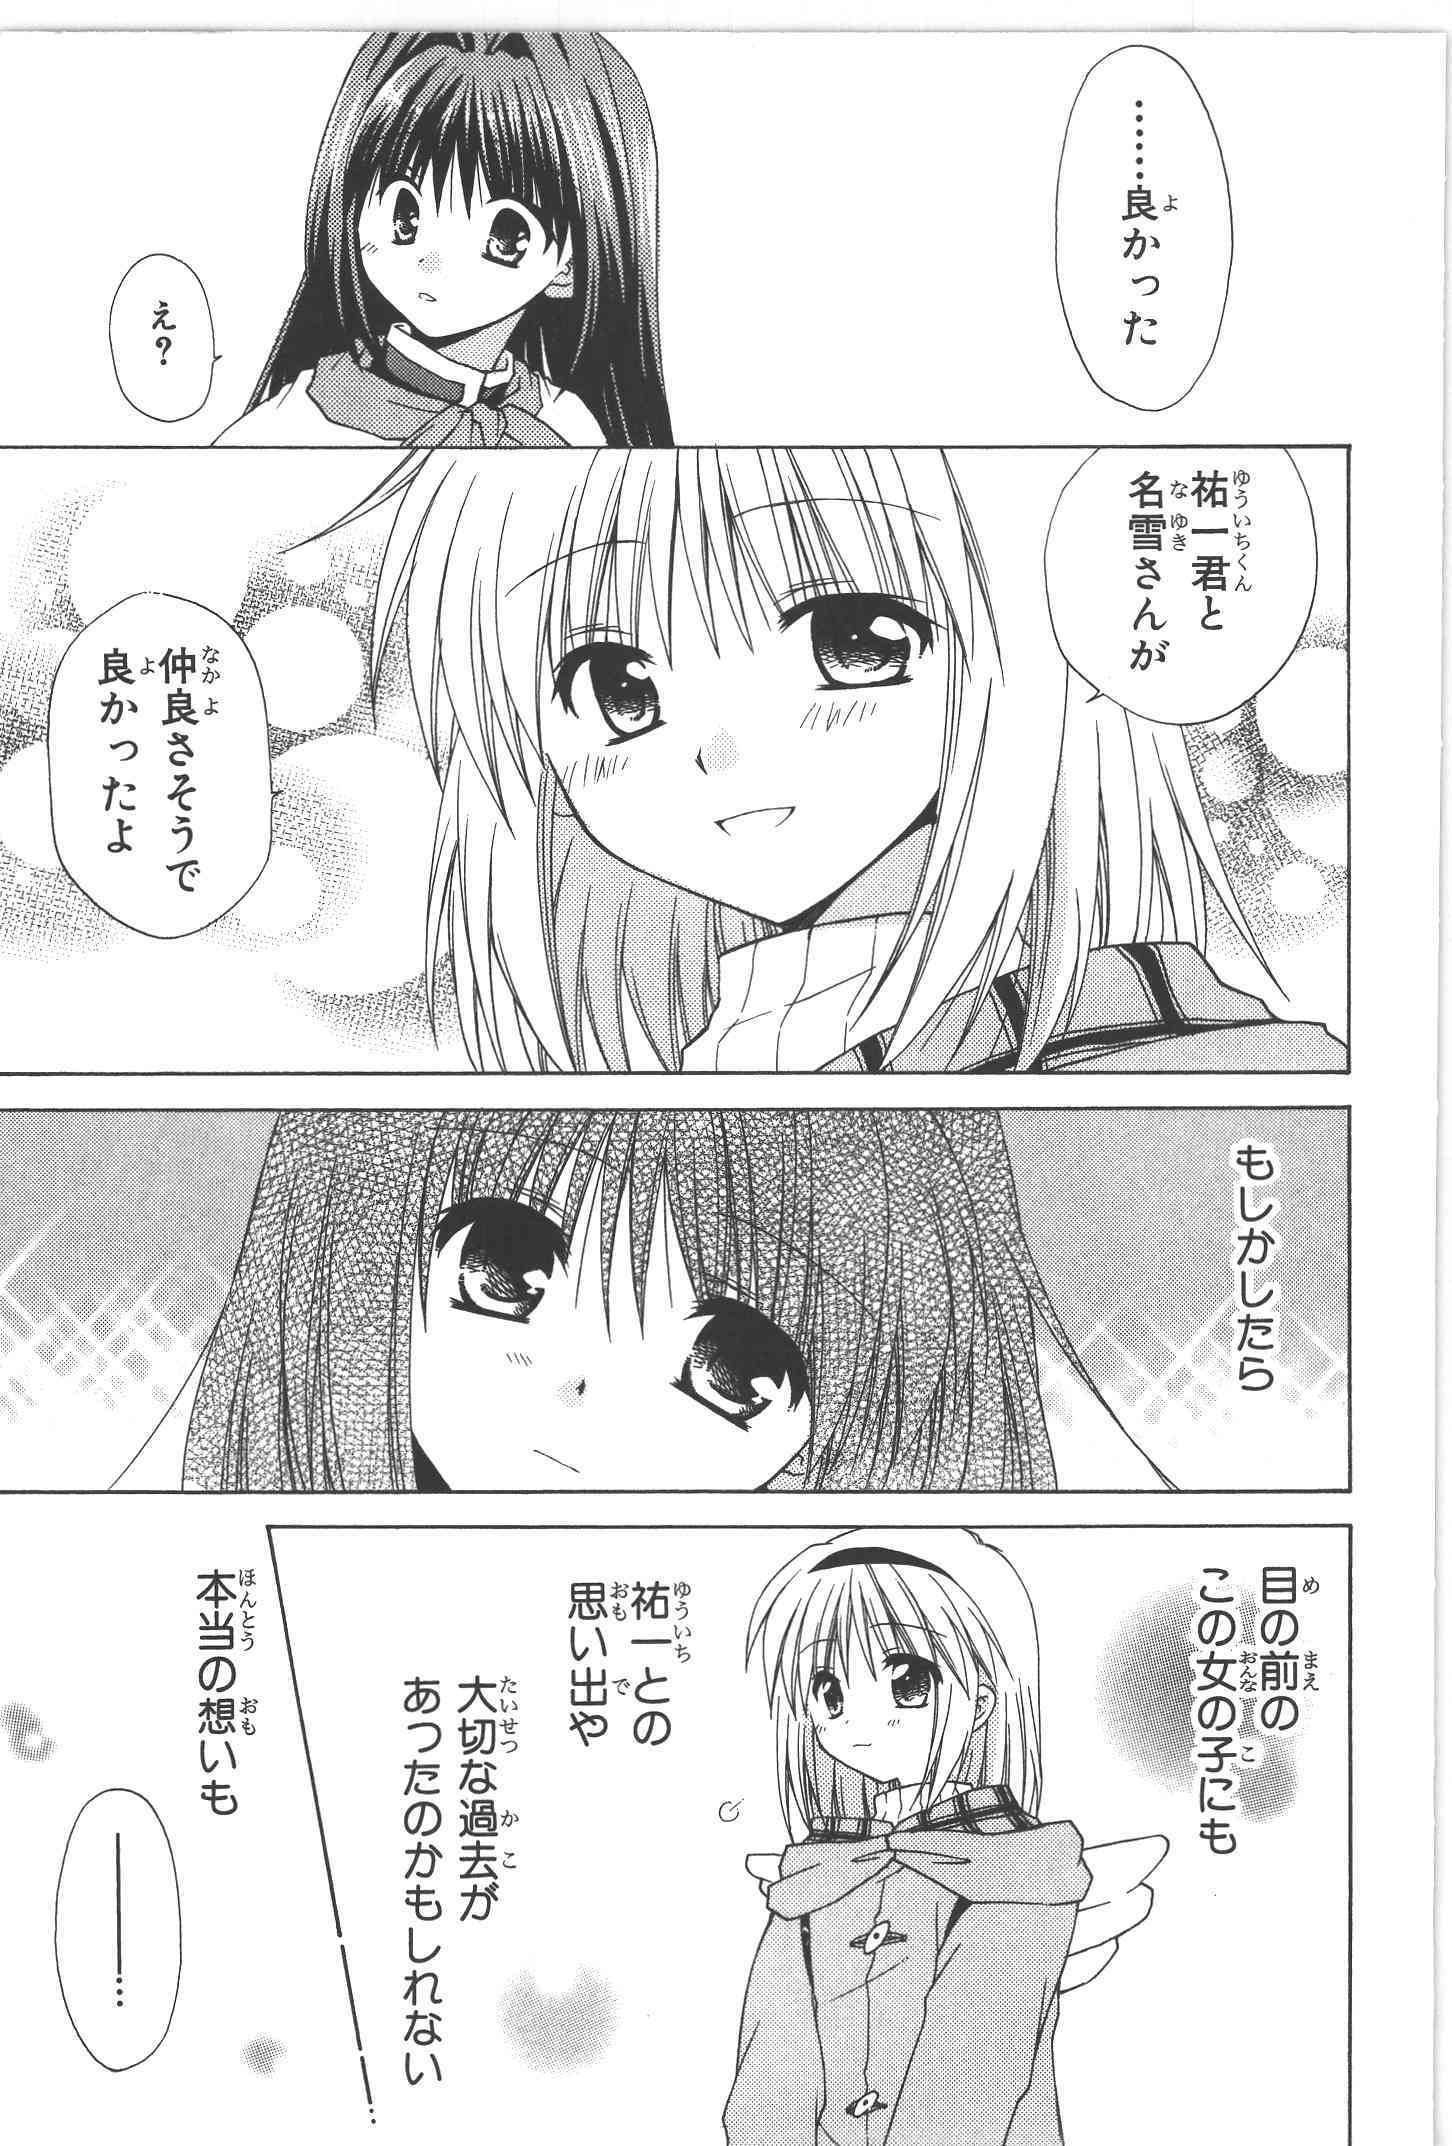 ……良かった
え?
祐一君と
名雪さんが
仲良さそうで
良かったよ
もしかしたら
目の前の
この女の子にも
祐一との
思い出や
大切な過去が
あったのかもしれない
本当の想いも
———…